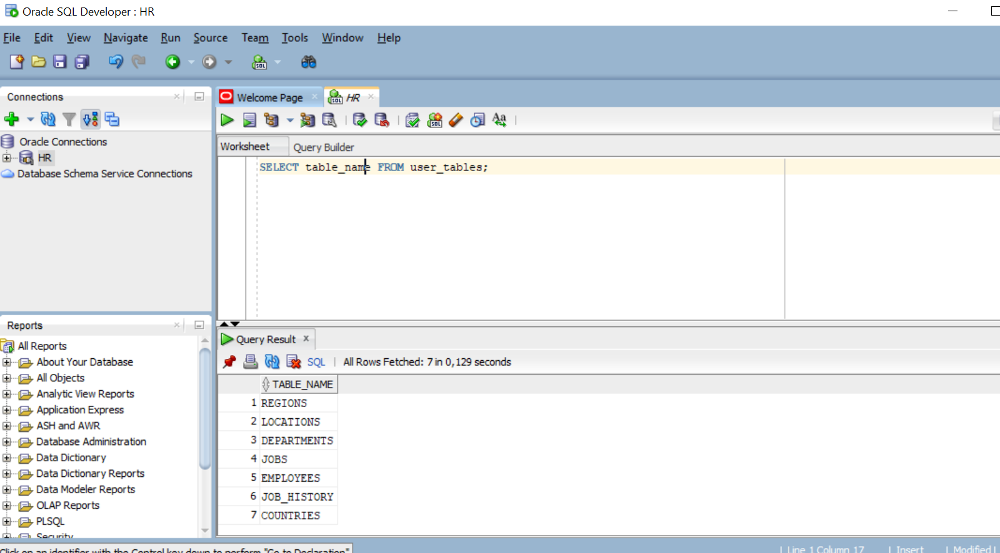 Oracle SQL Developer : HR
File Edit View Navigate Run Source Team Tools Window Help
Connections
Oracle Connections
HR
Database Schema Service Connections
Welcome Page
HR
Worksheet Query Builder
SELECT table_name FROM user_tables;
Reports
All Reports
About Your Database
All Objects
Analytic View Reports
Application Express
ASH and AWR
Database Administration
Data Dictionary
Data Dictionary Reports
Data Modeler Reports
OLAP Reports
PLSQL
Security
Query Result
SQL | All Rows Fetched: 7 in 0,129 seconds
TABLE_NAME
1 REGIONS
2 LOCATIONS
3 DEPARTMENTS
4 JOBS
5 EMPLOYEES
6 JOB_HISTORY
7 COUNTRIES
Click on an identifier with the Control key down to perform "Go to Declaration"
Line 1 Column 17 | Insert | Modified